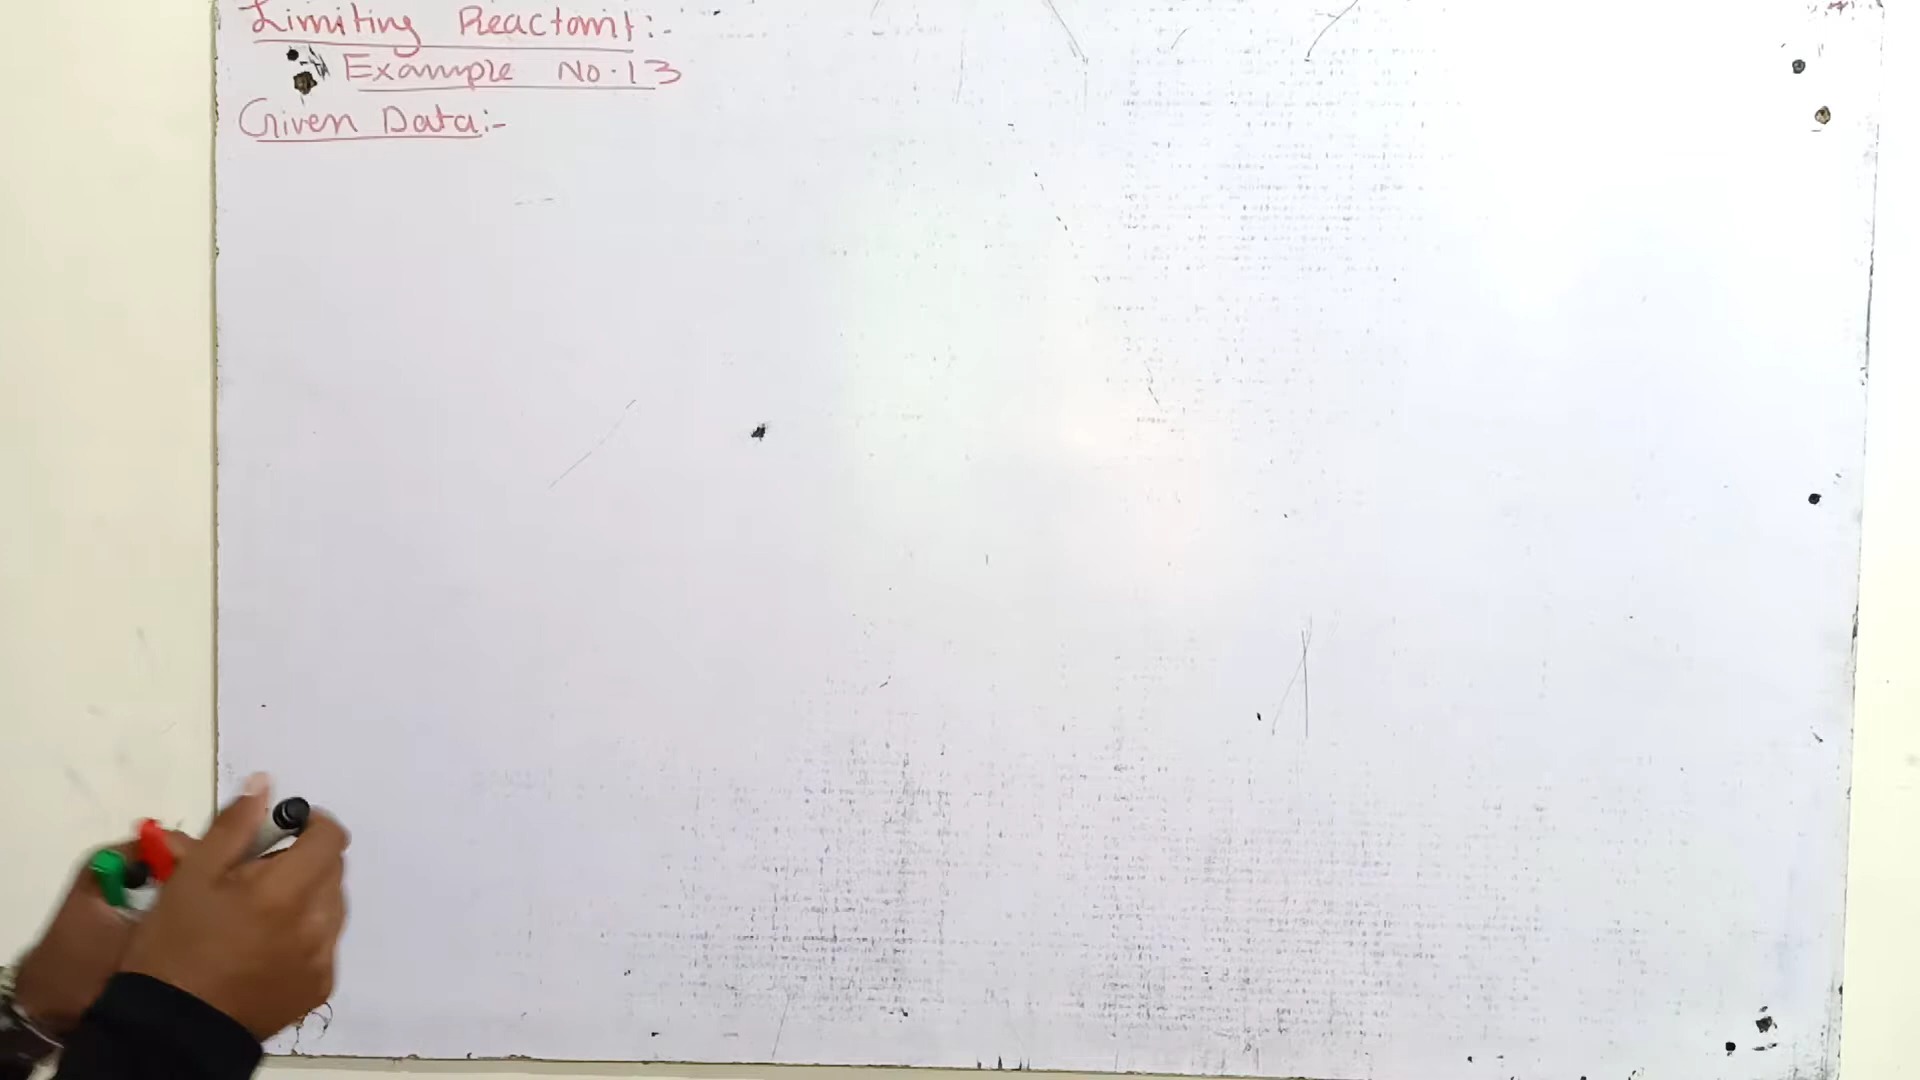 Limiting Reactant:-
Example No.13
Given Data:-